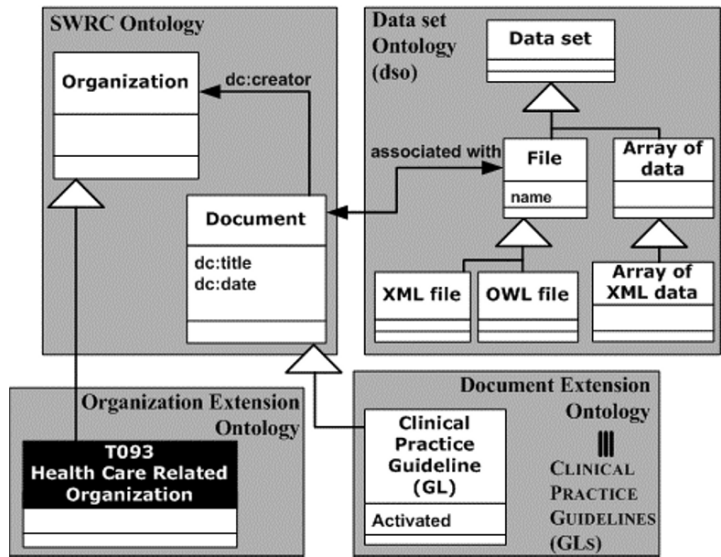 SWRC Ontology
Organization
dc:creator
Document
dc:title
dc:date
Data set
Ontology
(dso)
Data set
associated with
File
name
Array of
data
XML file
OWL file
Array of
XML data
Organization Extension
Ontology
T093
Health Care Related
Organization
Document Extension
Ontology
Clinical
Practice
Guideline
(GL)
Activated
CLINICAL
PRACTICE
GUIDELINES
(GLS)